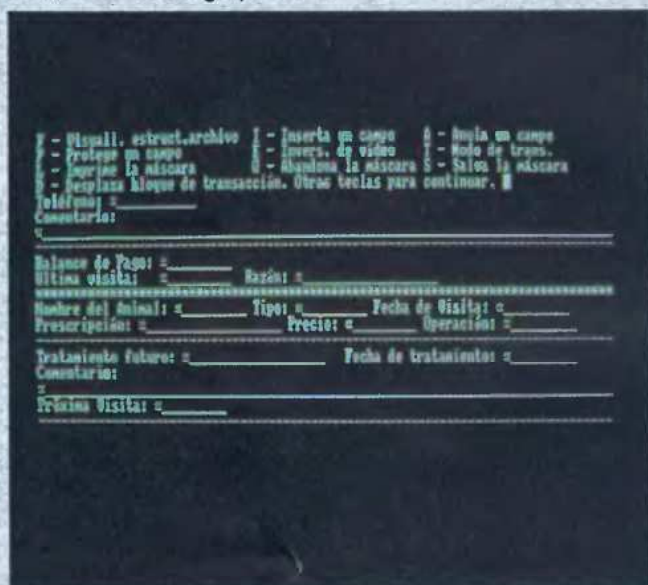 V - Visuali. estruct.archivo I - Inserta un campo A - Anula un campo
P - Protege un campo - Invers. de video T - Modo de trans.
- Imprime la máscara - Abandona la máscara S - Salva la máscara
D - Desplaza bloque de transacción. Otras teclas para continuar.
Teléfono: =
Comentario:
=
Balance de Pago: =
Ultima visita: = Razón: =
Nombre del Animal: = Tipo: = Fecha de Visita: =
Prescripción: = Precio: = Operación: =
Tratamiento futuro: = Fecha de tratamiento: =
Comentario:
=
Próxima Visita: =